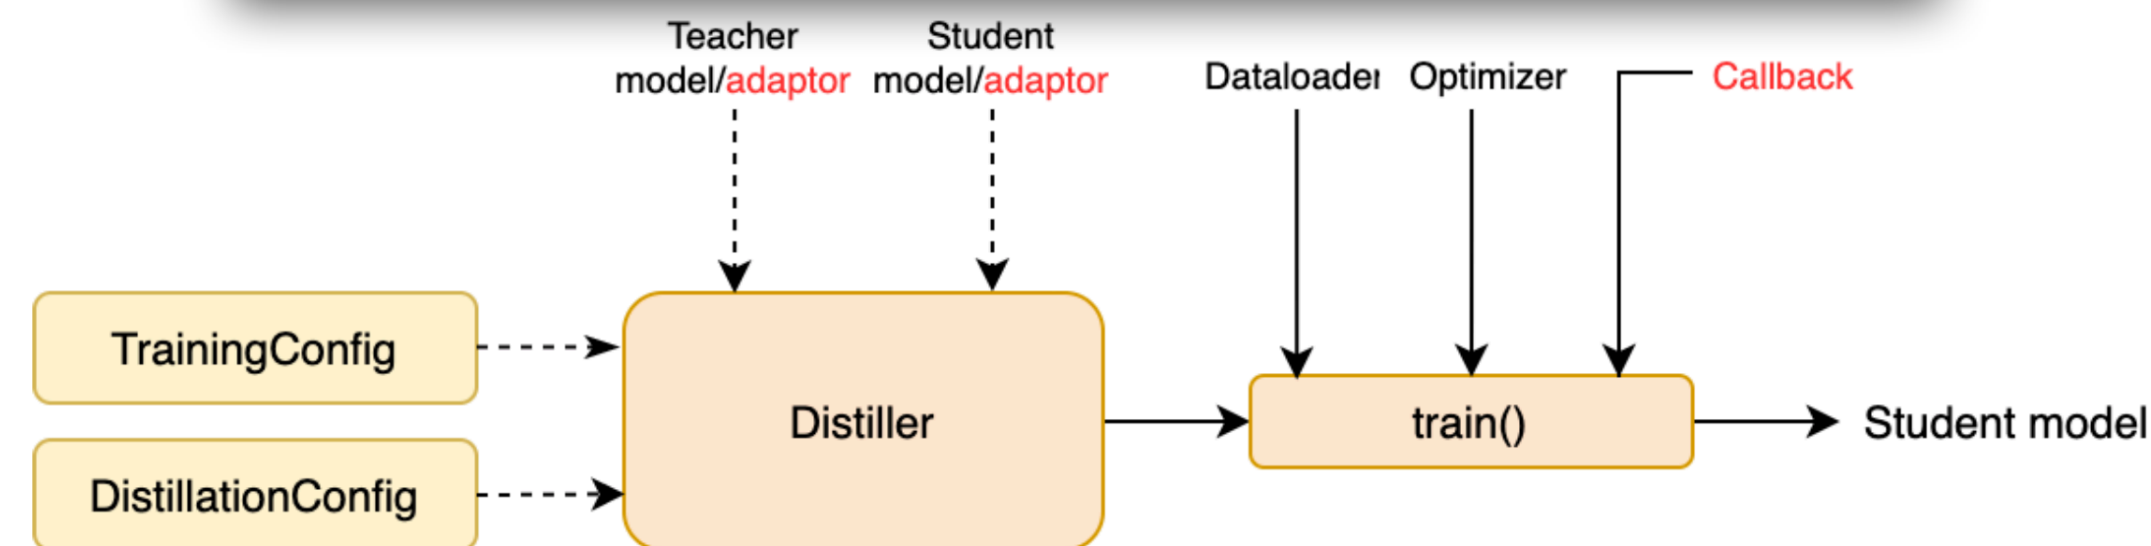 Teacher
model/adaptor
Student
model/adaptor
Dataloader
Optimizer
Callback
TrainingConfig
DistillationConfig
Distiller
train()
Student model